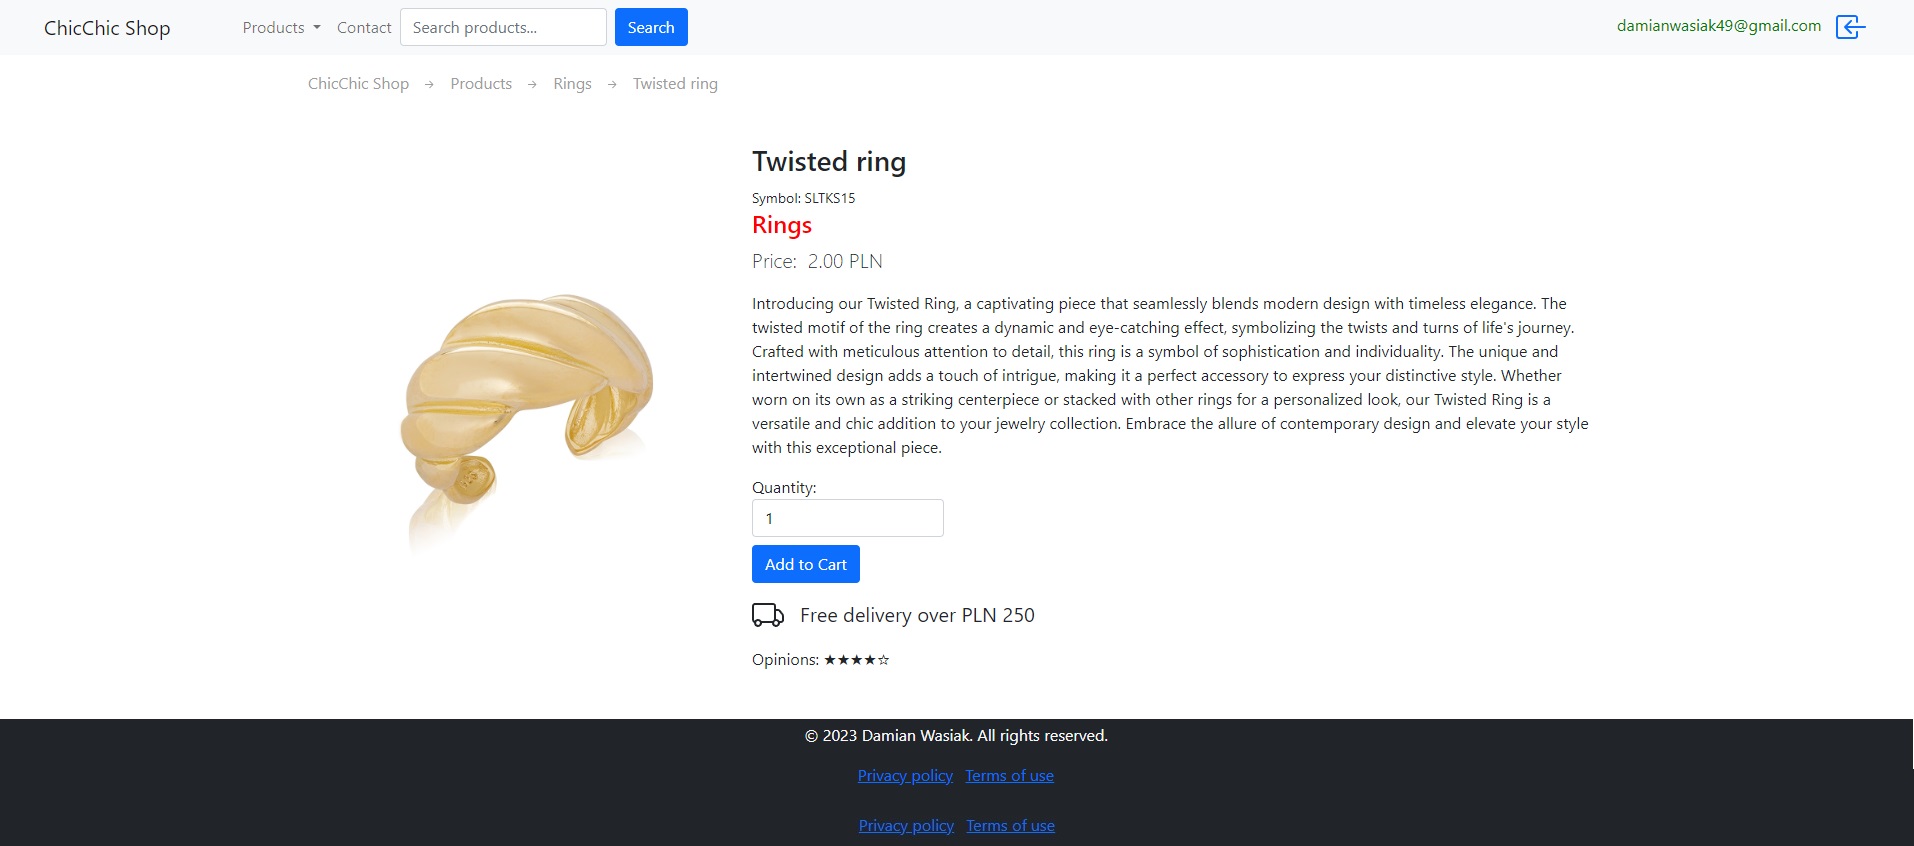 ChicChic Shop
Products
Contact
Search products...
Search
damianwasiak49@gmail.com
ChicChic Shop → Products → Rings → Twisted ring
Twisted ring
Symbol: SLTKS15
Rings
Price: 2.00 PLN
Introducing our Twisted Ring, a captivating piece that seamlessly blends modern design with timeless elegance. The
twisted motif of the ring creates a dynamic and eye-catching effect, symbolizing the twists and turns of life's journey.
Crafted with meticulous attention to detail, this ring is a symbol of sophistication and individuality. The unique and
intertwined design adds a touch of intrigue, making it a perfect accessory to express your distinctive style. Whether
worn on its own as a striking centerpiece or stacked with other rings for a personalized look, our Twisted Ring is a
versatile and chic addition to your jewelry collection. Embrace the allure of contemporary design and elevate your style
with this exceptional piece.
Quantity:
1
Add to Cart
Free delivery over PLN 250
Opinions: ★★★★☆
© 2023 Damian Wasiak. All rights reserved.
Privacy policy Terms of use
Privacy policy Terms of use